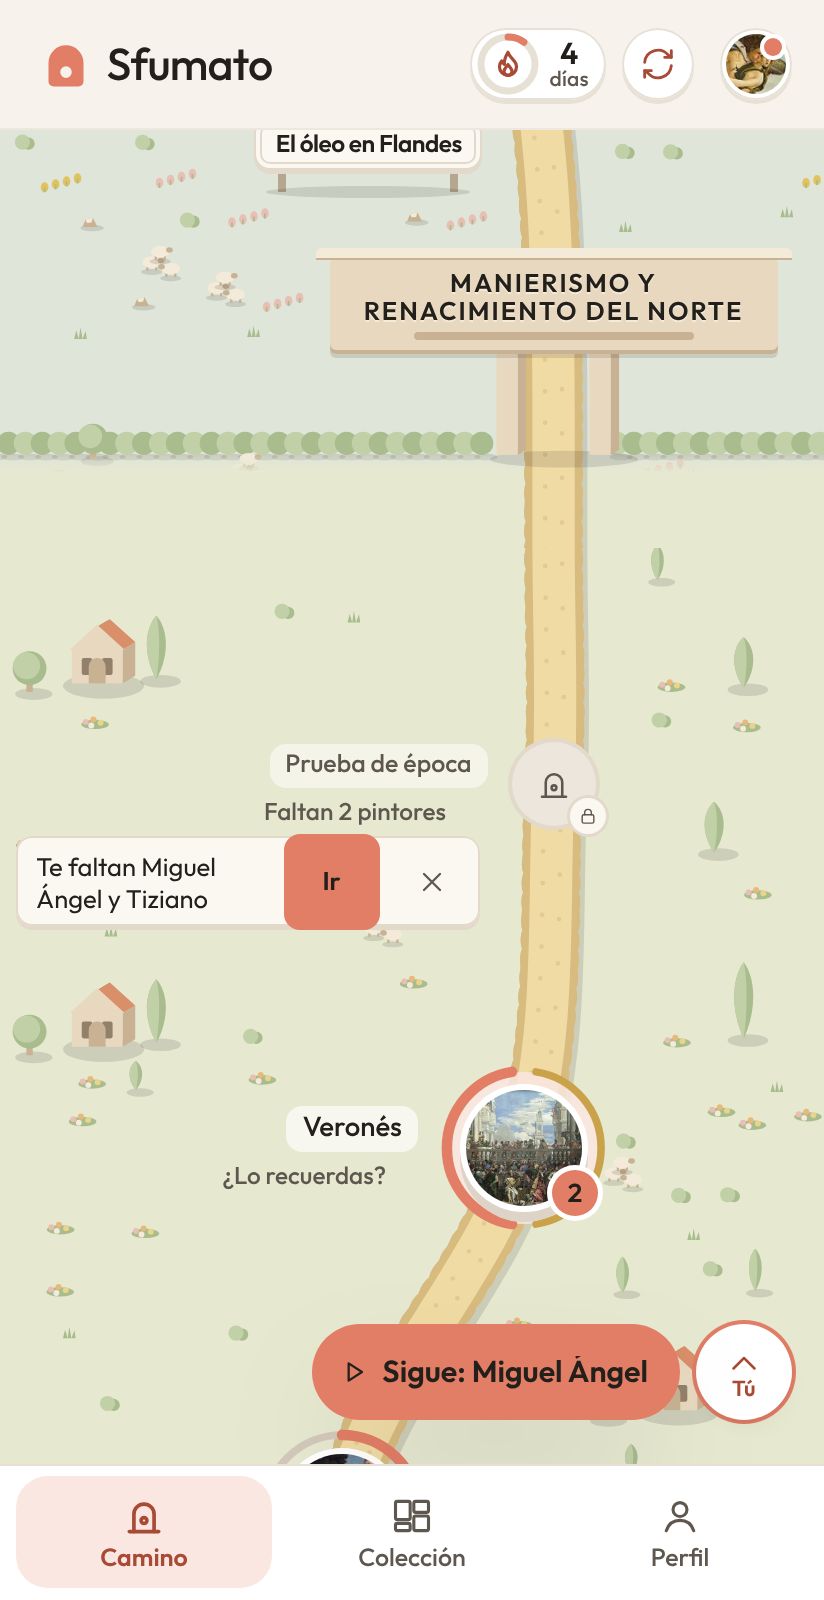 Sfumato
4
días
El óleo en Flandes
MANIERISMO Y
RENACIMIENTO DEL NORTE
Prueba de época
Faltan 2 pintores
Te faltan Miguel
Ángel y Tiziano
Ir
Veronés
¿Lo recuerdas?
2
Sigue: Miguel Ángel
Tú
Camino
Colección
Perfil